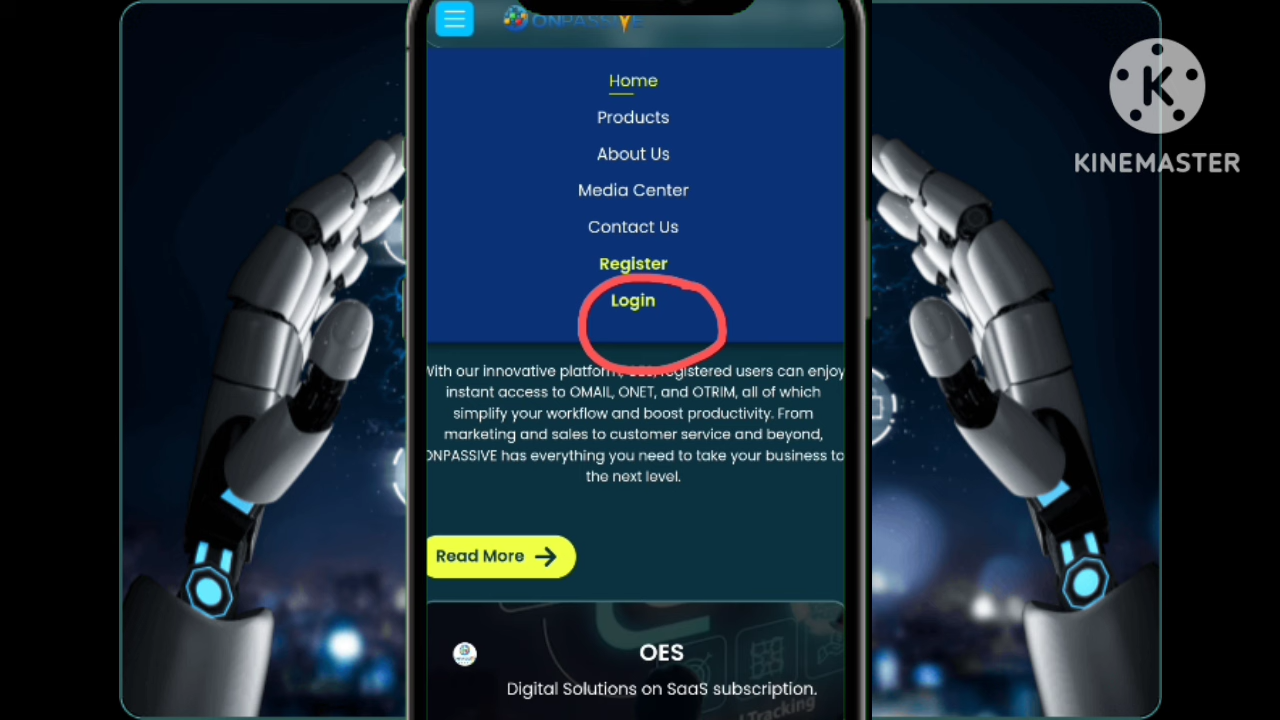 ONPASSIVE
Home
Products
About Us
Media Center
Contact Us
Register
Login
With our innovative platform, registered users can enjoy
instant access to OMAIL, ONET, and OTRIM, all of which
simplify your workflow and boost productivity. From
marketing and sales to customer service and beyond,
ONPASSIVE has everything you need to take your business to
the next level.
Read More
OES
Digital Solutions on SaaS subscription.
Tracking
K
KINEMASTER